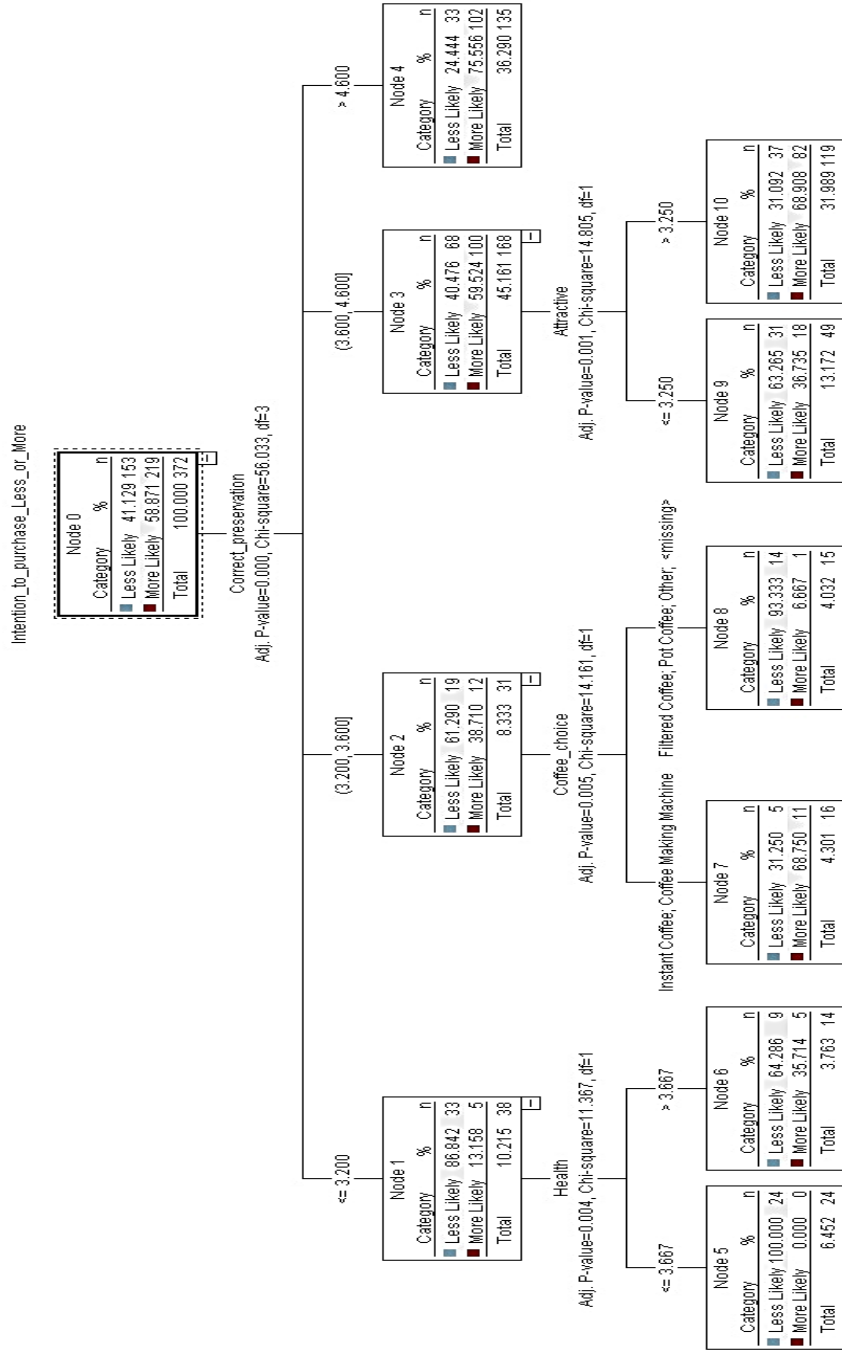 Intention_to_purchase_Less_or_More
Node 0
Category % n
Less Likely 41.129 153
More Likely 58.871 219
Total 100.000 372
Correct_preservation
Adj. P-value=0.000, Chi-square=56.033, df=3
<= 3.200
(3.200, 3.600]
(3.600, 4.600]
> 4.600
Node 1
Category % n
Less Likely 86.842 33
More Likely 13.158 5
Total 10.215 38
Node 2
Category % n
Less Likely 61.290 19
More Likely 38.710 12
Total 8.333 31
Node 3
Category % n
Less Likely 40.476 68
More Likely 59.524 100
Total 45.161 168
Node 4
Category % n
Less Likely 24.444 33
More Likely 75.556 102
Total 36.290 135
Health
Adj. P-value=0.004, Chi-square=11.367, df=1
Coffee_choice
Adj. P-value=0.005, Chi-square=14.161, df=1
Attractive
Adj. P-value=0.001, Chi-square=14.805, df=1
<= 3.667
> 3.667
Instant Coffee; Coffee Making Machine
Filtered Coffee; Pot Coffee; Other; <missing>
<= 3.250
> 3.250
Node 5
Category % n
Less Likely 100.000 24
More Likely 0.000 0
Total 6.452 24
Node 6
Category % n
Less Likely 64.286 9
More Likely 35.714 5
Total 3.763 14
Node 7
Category % n
Less Likely 31.250 5
More Likely 68.750 11
Total 4.301 16
Node 8
Category % n
Less Likely 93.333 14
More Likely 6.667 1
Total 4.032 15
Node 9
Category % n
Less Likely 63.265 31
More Likely 36.735 18
Total 13.172 49
Node 10
Category % n
Less Likely 31.092 37
More Likely 68.908 82
Total 31.989 119